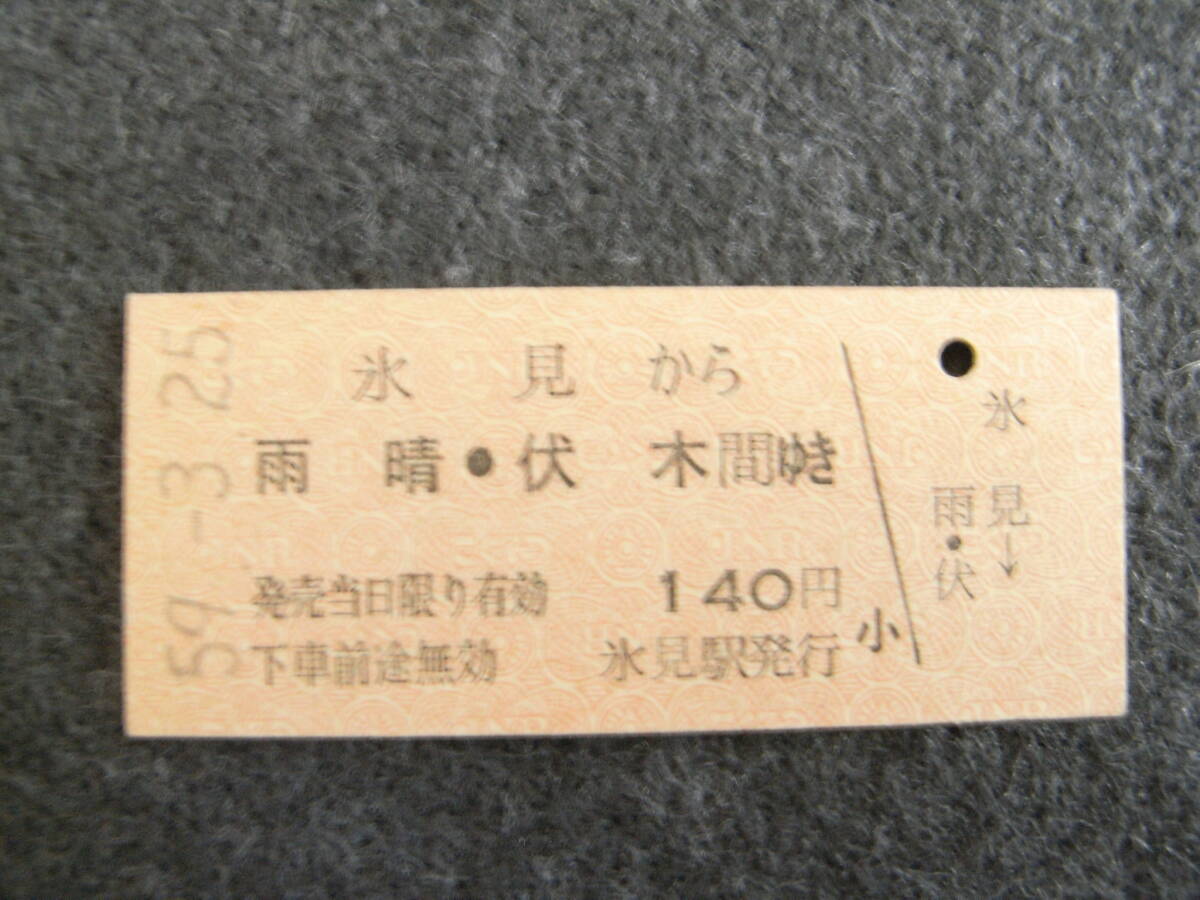 59-3 25
氷見から
雨晴・伏木間ゆき
発売当日限り有効 140円
下車前途無効 氷見駅発行 小
氷見→
雨・伏